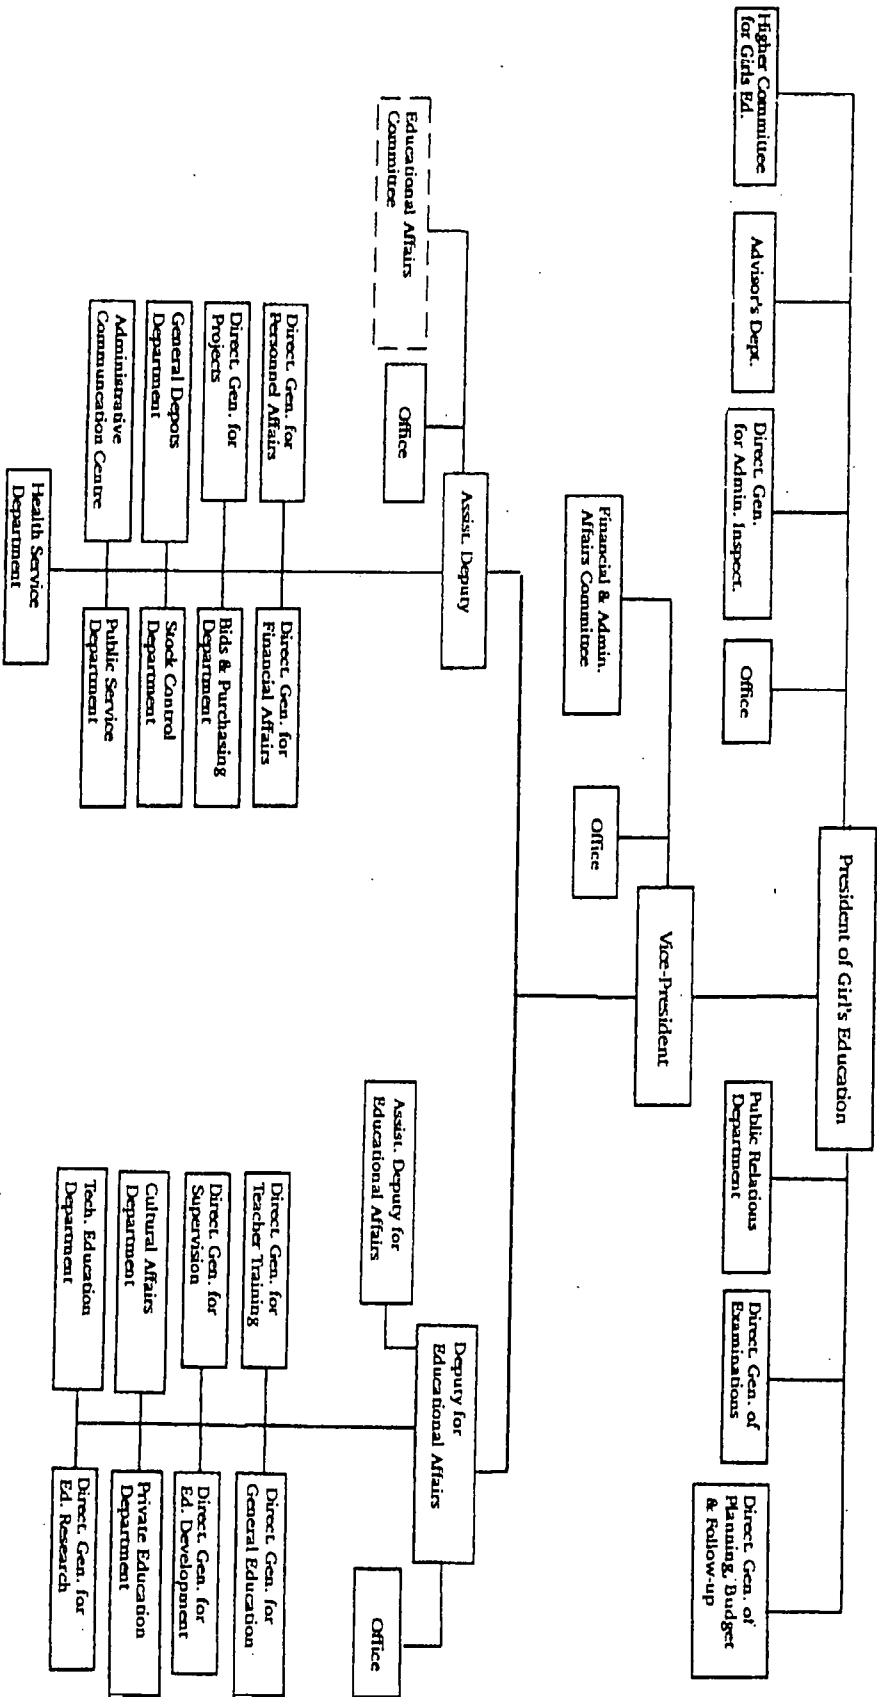 President of Girl's Education
Higher Committee
for Girls Ed.
Advisor's Dept.
Direct. Gen.
for Admin. Inspect.
Office
Public Relations
Department
Direct. Gen. of
Examinations
Direct. Gen. of
Planning, Budget
& Follow-up
Vice-President
Financial & Admin.
Affairs Committee
Office
Educational Affairs
Committee
Office
Assist. Deputy
Assist. Deputy for
Educational Affairs
Deputy for
Educational Affairs
Office
Direct. Gen. for
Personnel Affairs
Direct. Gen. for
Financial Affairs
Direct. Gen. for
Projects
Bids & Purchasing
Department
General Depots
Department
Stock Control
Department
Administrative
Communcation Centre
Public Service
Department
Health Service
Department
Direct. Gen. for
Teacher Training
Direct. Gen. for
General Education
Direct. Gen. for
Supervision
Direct. Gen. for
Ed. Development
Cultural Affairs
Department
Private Education
Department
Tech. Education
Department
Direct. Gen. for
Ed. Research